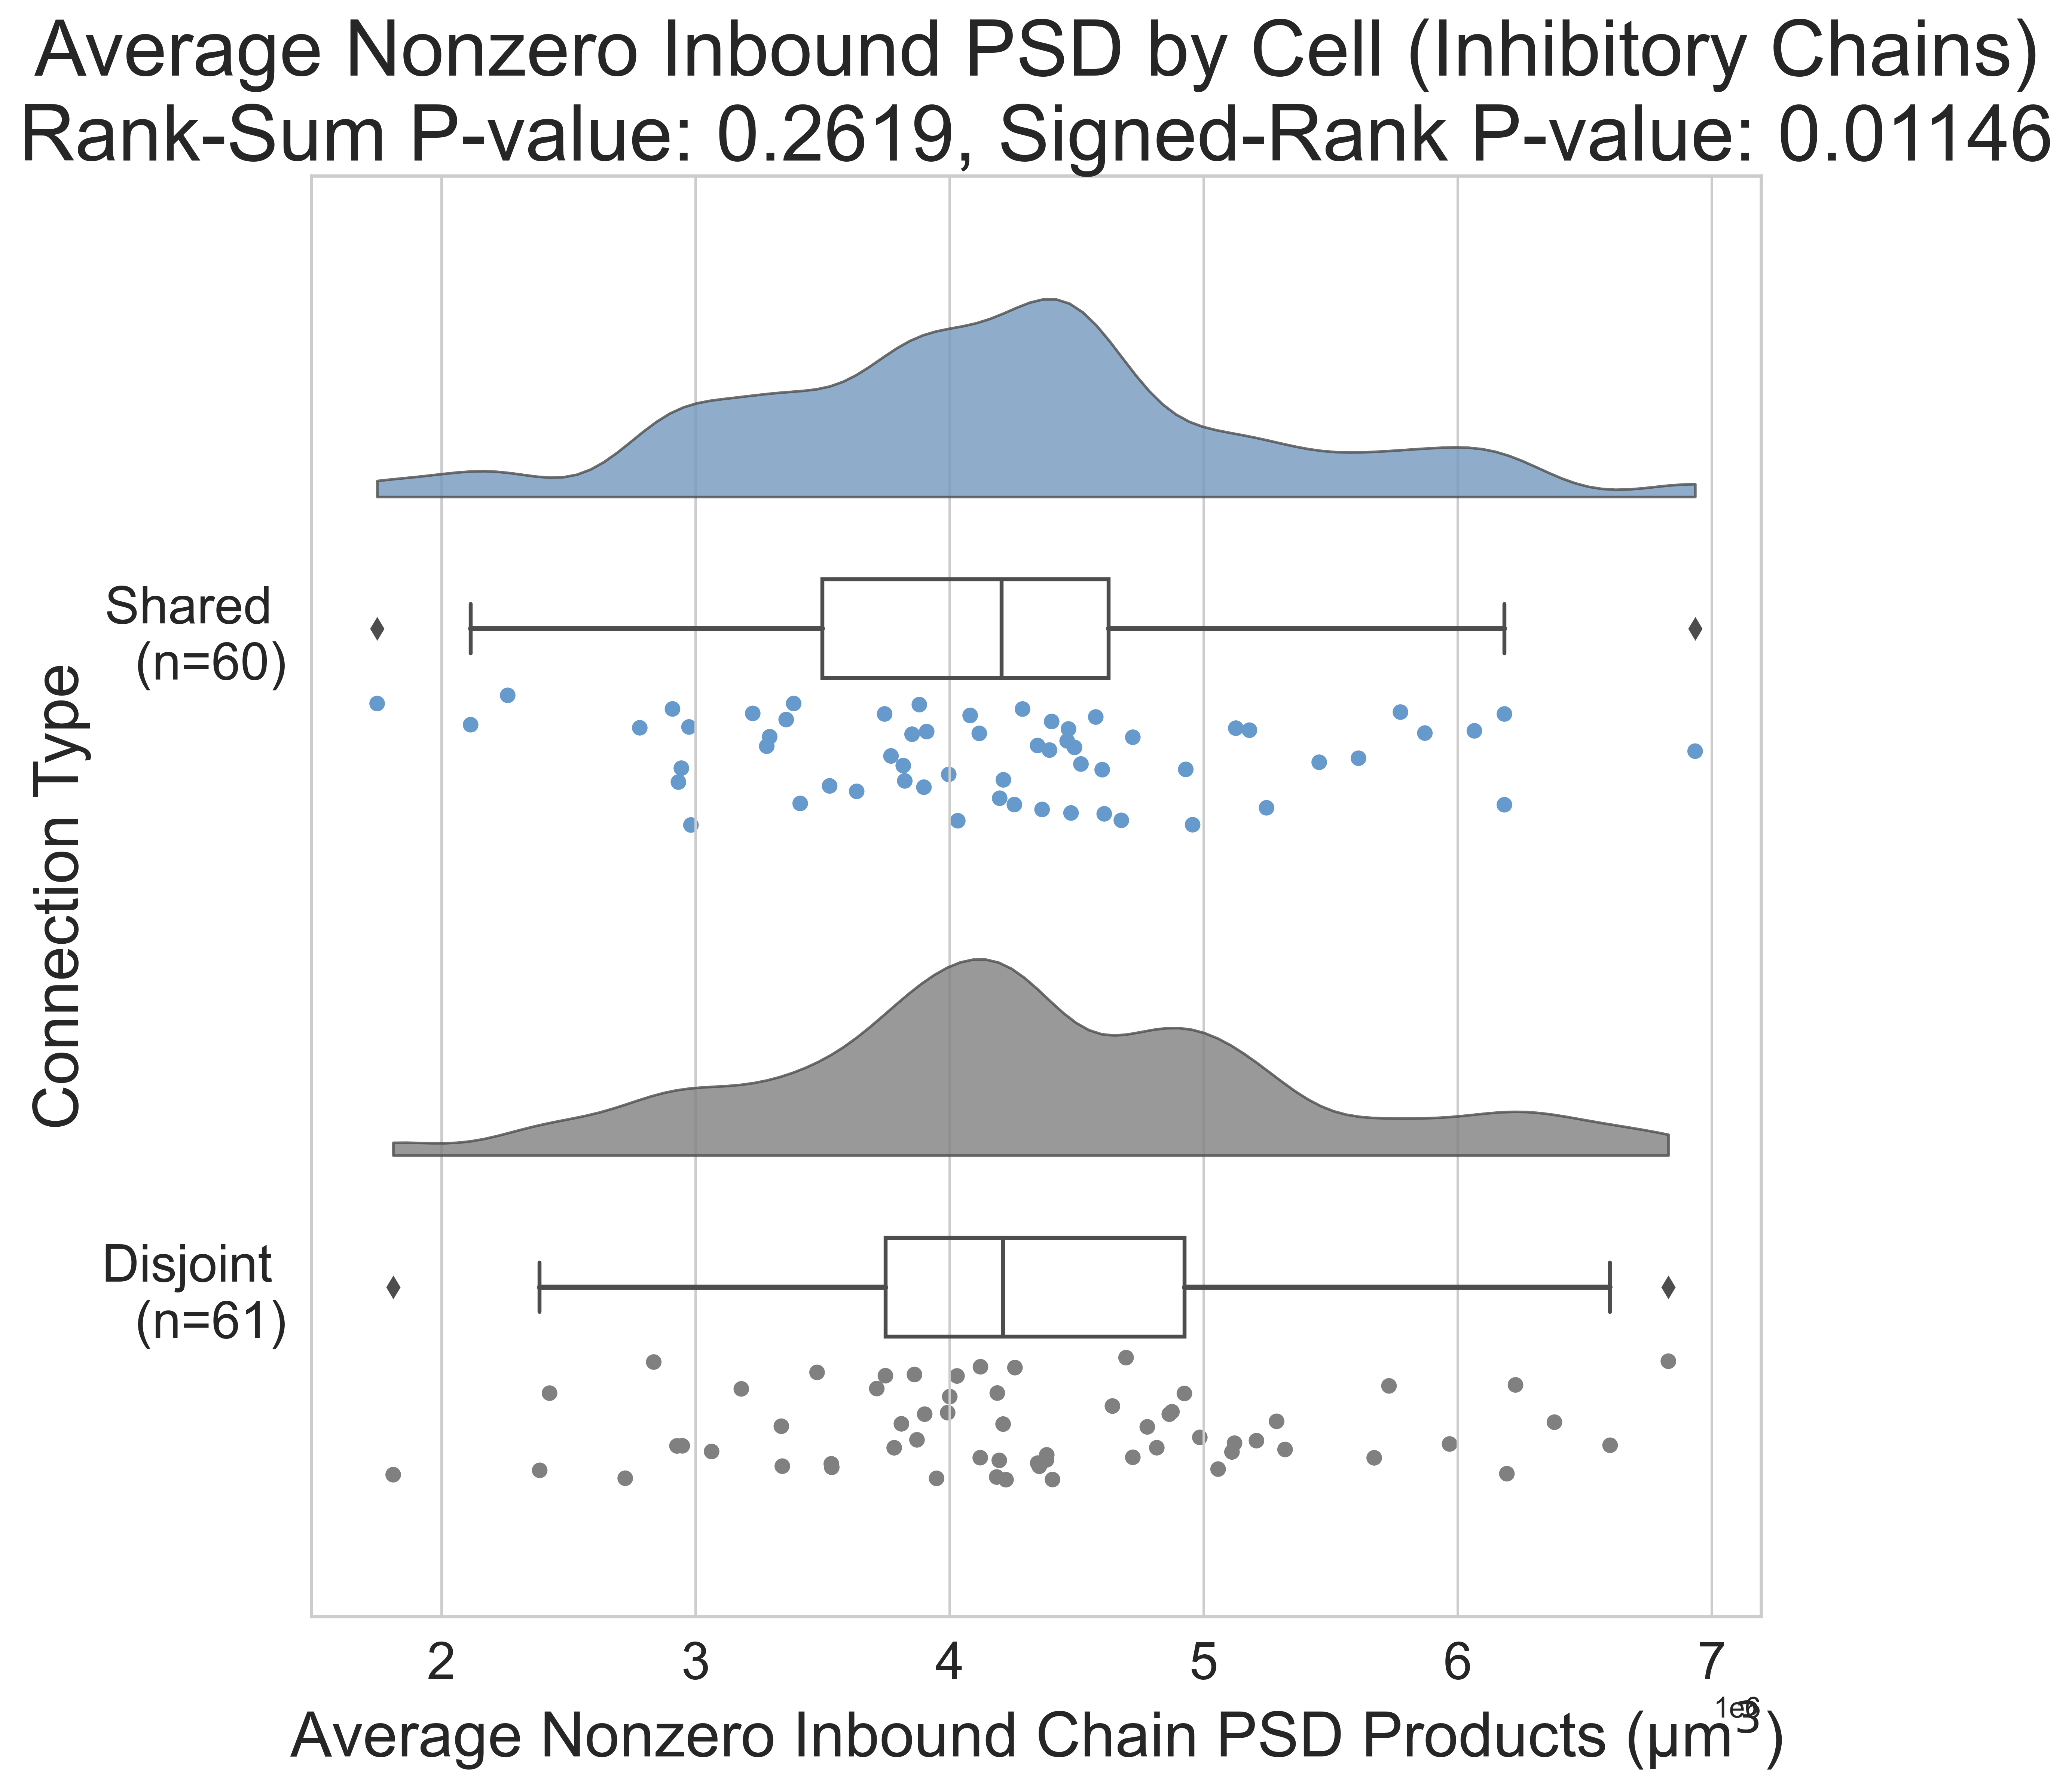 Average Nonzero Inbound PSD by Cell (Inhibitory Chains)
Rank-Sum P-value: 0.2619, Signed-Rank P-value: 0.01146
Connection Type
Shared
(n=60)
Disjoint
(n=61)
2 3 4 5 6 7
1e6
Average Nonzero Inbound Chain PSD Products (µm³)